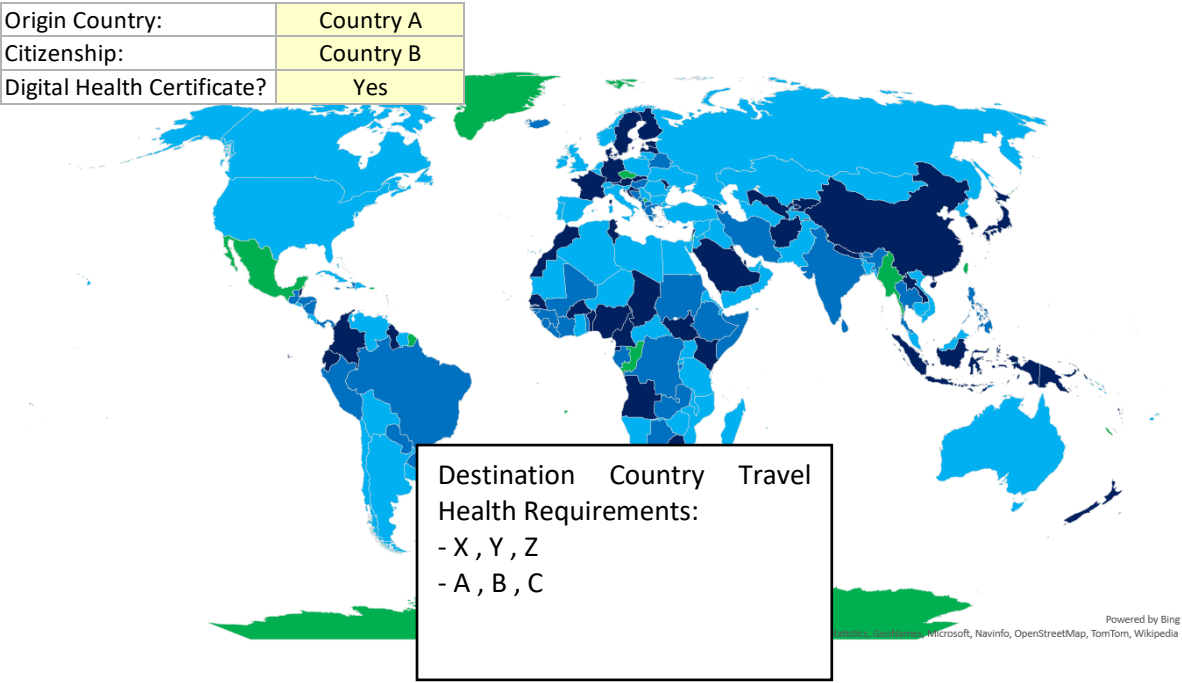 Origin Country: Country A
Citizenship: Country B
Digital Health Certificate? Yes
Destination Country Travel
Health Requirements:
- X , Y , Z
- A , B , C
Powered by Bing
GeoNames, Microsoft, Navinfo, OpenStreetMap, TomTom, Wikipedia